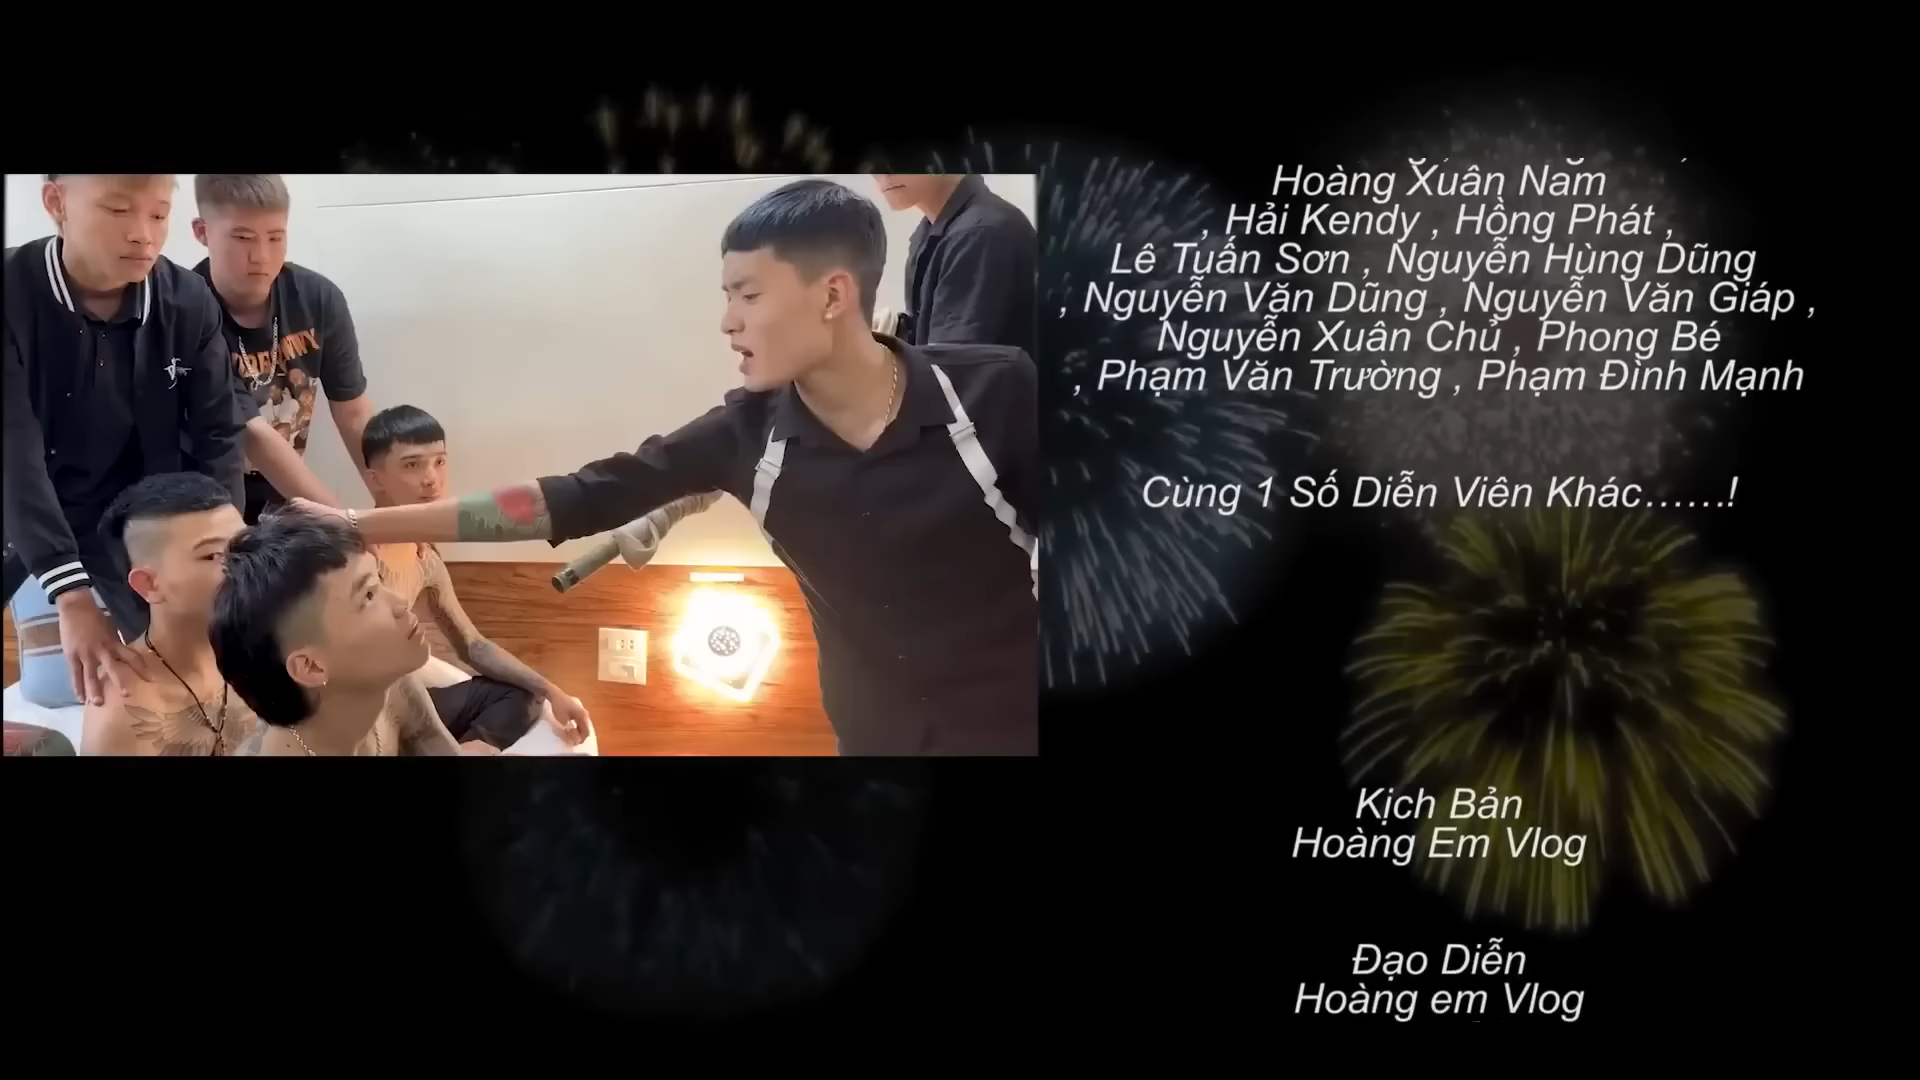 Hoàng Xuân Nam
, Hải Kendy , Hồng Phát ,
Lê Tuấn Sơn , Nguyễn Hùng Dũng
, Nguyễn Văn Dũng , Nguyễn Văn Giáp ,
Nguyễn Xuân Chủ , Phong Bé
, Phạm Văn Trường , Phạm Đình Mạnh
Cùng 1 Số Diễn Viên Khác......!
Kịch Bản
Hoàng Em Vlog
Đạo Diễn
Hoàng em Vlog